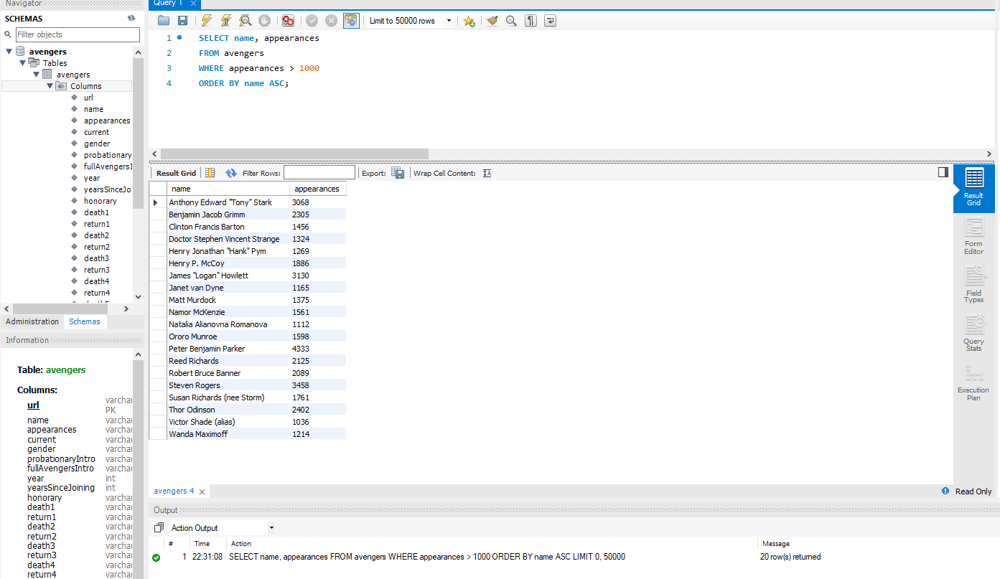 Navigator
Query 1
SCHEMAS
Filter objects
avengers
Tables
avengers
Columns
url
name
appearances
current
gender
probationary
fullAvengersI
year
yearsSinceJoi
honorary
death1
return1
death2
return2
death3
return3
death4
return4
Administration Schemas
Information
Table: avengers
Columns:
url varchar
PK
name varchar
appearances varchar
current varchar
gender varchar
probationaryIntro varchar
fullAvengersIntro varchar
year int
yearsSinceJoining int
honorary varchar
death1 varchar
return1 varchar
death2 varchar
return2 varchar
death3 varchar
return3 varchar
death4 varchar
return4 varchar
Limit to 50000 rows
1 SELECT name, appearances
2 FROM avengers
3 WHERE appearances > 1000
4 ORDER BY name ASC;
Result Grid Filter Rows: Export: Wrap Cell Content:
name appearances
Anthony Edward "Tony" Stark 3068
Benjamin Jacob Grimm 2305
Clinton Francis Barton 1456
Doctor Stephen Vincent Strange 1324
Henry Jonathan "Hank" Pym 1269
Henry P. McCoy 1886
James "Logan" Howlett 3130
Janet van Dyne 1165
Matt Murdock 1375
Namor McKenzie 1561
Natalia Alianovna Romanova 1112
Ororo Munroe 1598
Peter Benjamin Parker 4333
Reed Richards 2125
Robert Bruce Banner 2089
Steven Rogers 3458
Susan Richards (nee Storm) 1761
Thor Odinson 2402
Victor Shade (alias) 1036
Wanda Maximoff 1214
Result
Grid
Form
Editor
Field
Types
Query
Stats
Execution
Plan
avengers 4
Read Only
Output
Action Output
# Time Action Message
1 22:31:08 SELECT name, appearances FROM avengers WHERE appearances > 1000 ORDER BY name ASC LIMIT 0, 50000 20 row(s) returned